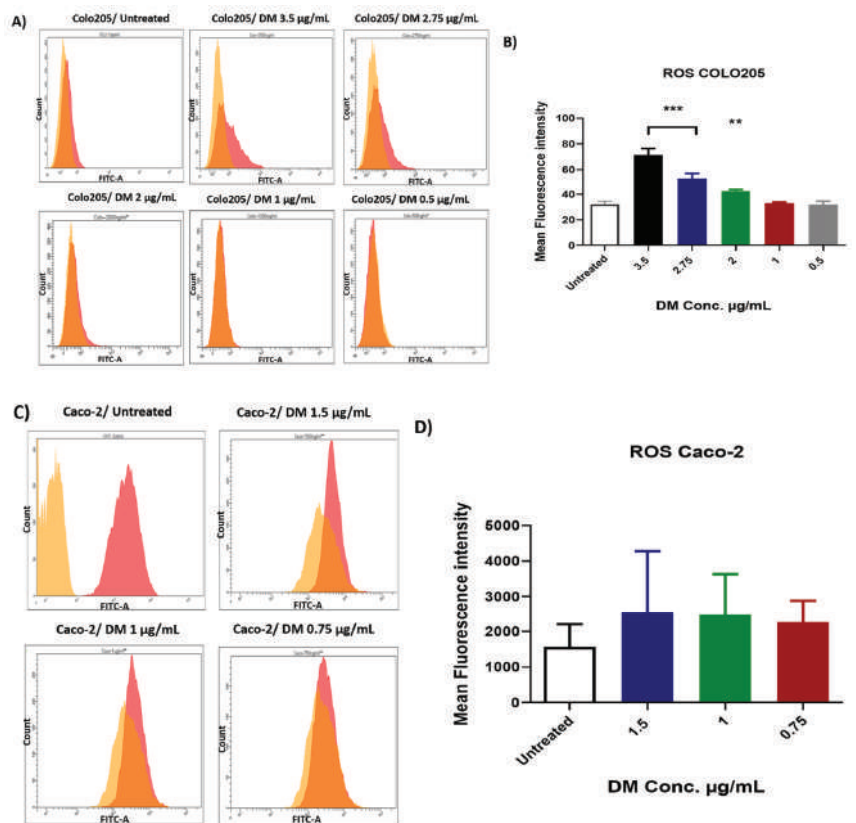 A)
Colo205/ Untreated
Colo205/ DM 3.5 µg/mL
Colo205/ DM 2.75 µg/mL
Count
FITC-A
Count
FITC-A
Count
FITC-A
Colo205/ DM 2 µg/mL
Colo205/ DM 1 µg/mL
Colo205/ DM 0.5 µg/mL
Count
FITC-A
Count
FITC-A
Count
FITC-A
B)
ROS COLO205
Mean Fluorescence intensity
100
80
60
40
20
0
***
**
Untreated
3.5
2.75
2
1
0.5
DM Conc. µg/mL
C)
Caco-2/ Untreated
Caco-2/ DM 1.5 µg/mL
Count
FITC-A
Count
FITC-A
Caco-2/ DM 1 µg/mL
Caco-2/ DM 0.75 µg/mL
Count
FITC-A
Count
FITC-A
D)
ROS Caco-2
Mean Fluorescence intensity
6000
5000
4000
3000
2000
1000
0
Untreated
1.5
1
0.75
DM Conc. µg/mL